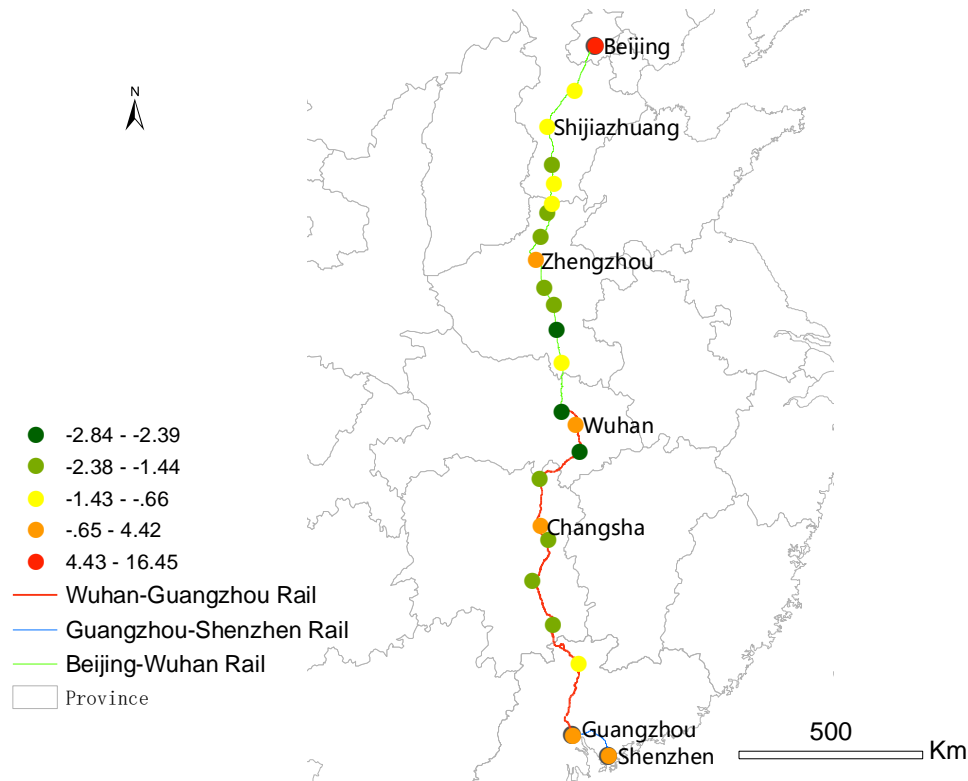 Beijing
N
Shijiazhuang
Zhengzhou
Wuhan
-2.84 - -2.39
-2.38 - -1.44
-1.43 - -.66
-.65 - 4.42
4.43 - 16.45
Wuhan-Guangzhou Rail
Guangzhou-Shenzhen Rail
Beijing-Wuhan Rail
Province
Changsha
Guangzhou
Shenzhen
500
Km